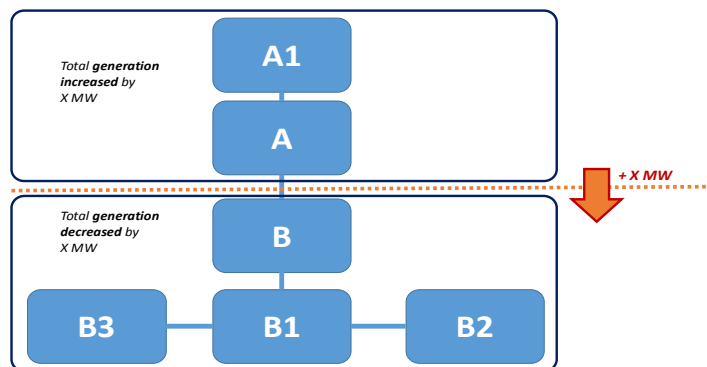 Total generation
increased by
X MW
A1
A
+ X MW
Total generation
decreased by
X MW
B
B3
B1
B2